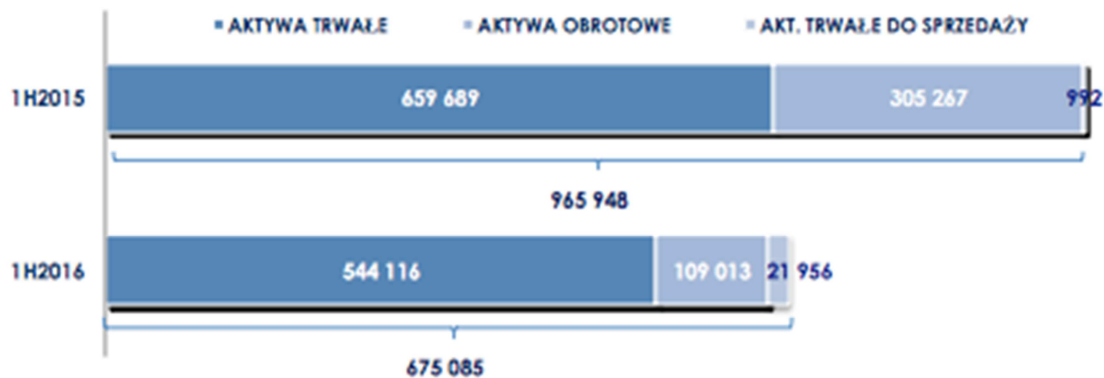 AKTYWA TRWAŁE AKTYWA OBROTOWE AKT. TRWAŁE DO SPRZEDAŻY
1H2015 659 689 305 267 992
965 948
1H2016 544 116 109 013 21 956
675 085